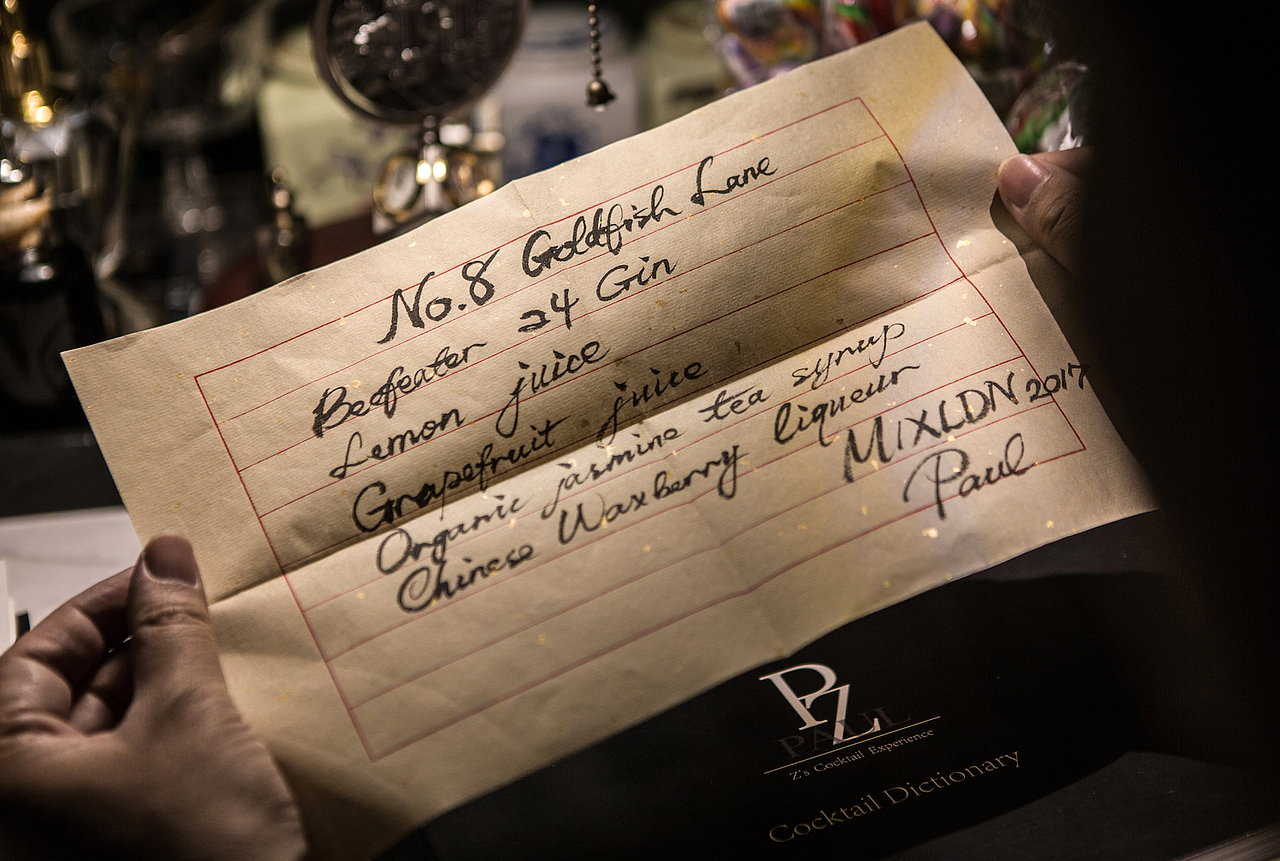 No.8 Goldfish Lane
Beefeater 24 Gin
Lemon juice
Grapefruit juice
Organic jasmine tea syrup
Chinese Waxberry liqueur
MIXLDN 2017
Paul
PZ
PAUL
Z's Cocktail Experience
Cocktail Dictionary